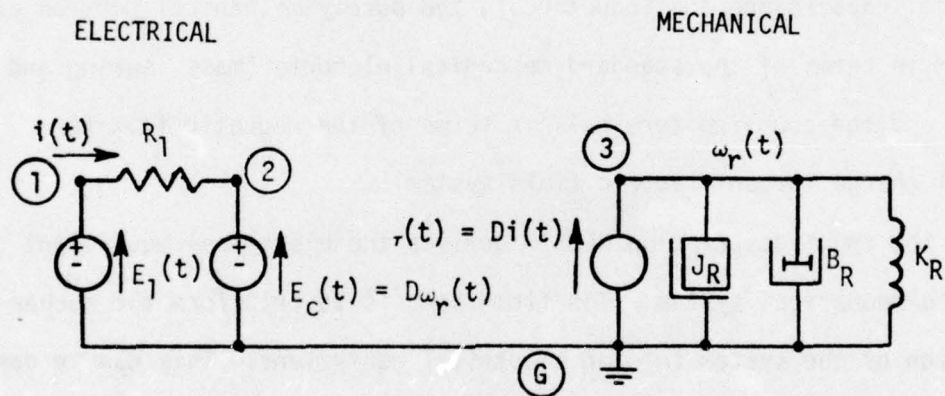 ELECTRICAL
MECHANICAL
i(t)
R1
1
2
3
ωr(t)
E1(t)
Ec(t) = Dωr(t)
τ(t) = Di(t)
JR
BR
KR
G